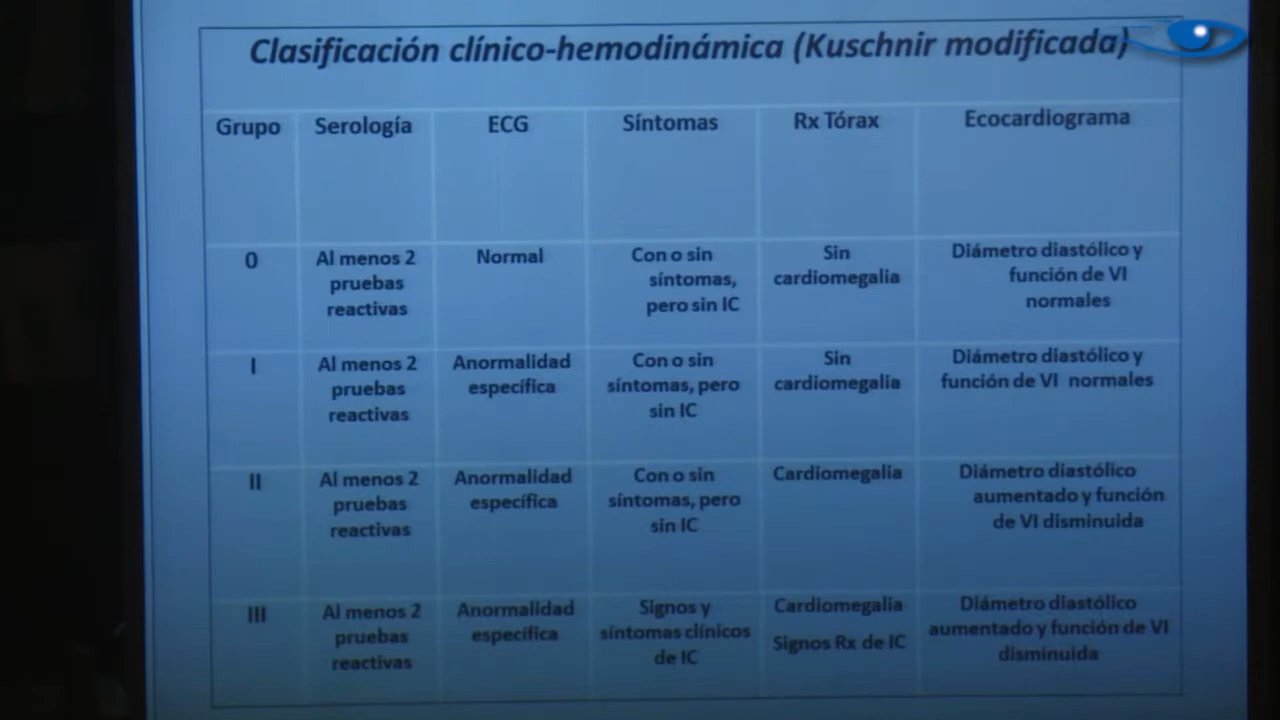 Clasificación clínico-hemodinámica (Kuschnir modificada)
Grupo Serología ECG Síntomas Rx Tórax Ecocardiograma
0
Al menos 2
pruebas
reactivas
Normal
Con o sin
síntomas,
pero sin IC
Sin
cardiomegalia
Diámetro diastólico y
función de VI
normales
I
Al menos 2
pruebas
reactivas
Anormalidad
específica
Con o sin
síntomas, pero
sin IC
Sin
cardiomegalia
Diámetro diastólico y
función de VI normales
II
Al menos 2
pruebas
reactivas
Anormalidad
específica
Con o sin
síntomas, pero
sin IC
Cardiomegalia
Diámetro diastólico
aumentado y función
de VI disminuida
III
Al menos 2
pruebas
reactivas
Anormalidad
específica
Signos y
síntomas clínicos
de IC
Cardiomegalia
Signos Rx de IC
Diámetro diastólico
aumentado y función de VI
disminuida